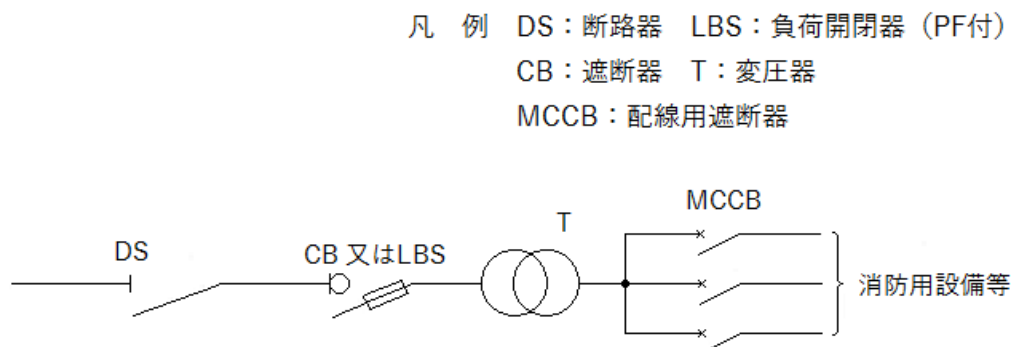 凡　例　DS：断路器　LBS：負荷開閉器（PF付）
CB：遮断器　T：変圧器
MCCB：配線用遮断器
MCCB
T
DS
CB 又はLBS
消防用設備等